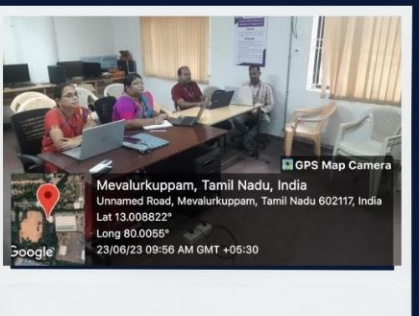 GPS Map Camera
Mevalurkuppam, Tamil Nadu, India
Unnamed Road, Mevalurkuppam, Tamil Nadu 602117, India
Lat 13.008822°
Long 80.0055°
23/06/23 09:56 AM GMT +05:30
Google